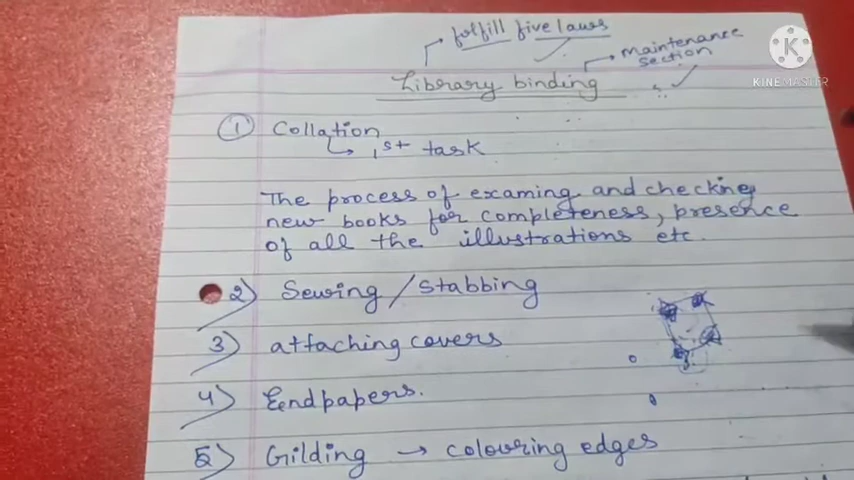 fulfill five laws
maintenance
section
Library binding
K
KINEMASTER
1 Collation
1st task
The process of examing and checkineg
new books for completeness, presence
of all the illustrations etc.
2) Sewing/stabbing
3) attaching covers
4) Endpapers.
5) Gilding → colouring edges